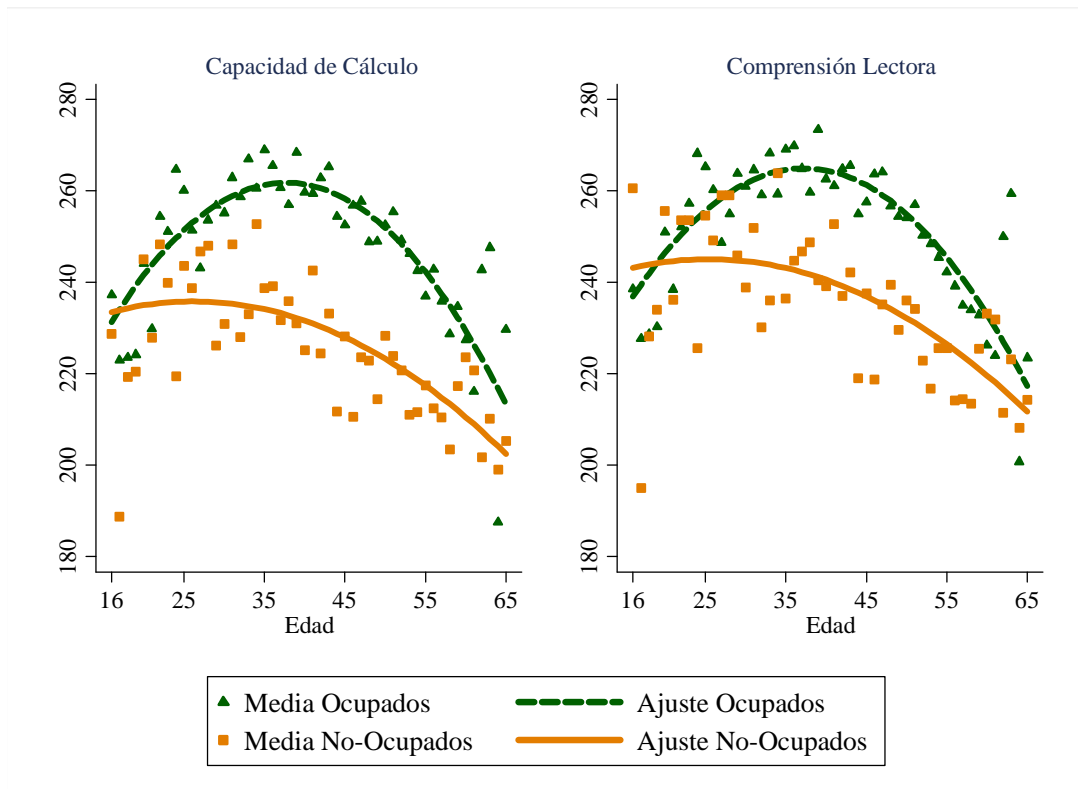 Capacidad de Cálculo
280
260
240
220
200
180
16 25 35 45 55 65
Edad
Comprensión Lectora
280
260
240
220
200
180
16 25 35 45 55 65
Edad
Media Ocupados Ajuste Ocupados
Media No-Ocupados Ajuste No-Ocupados